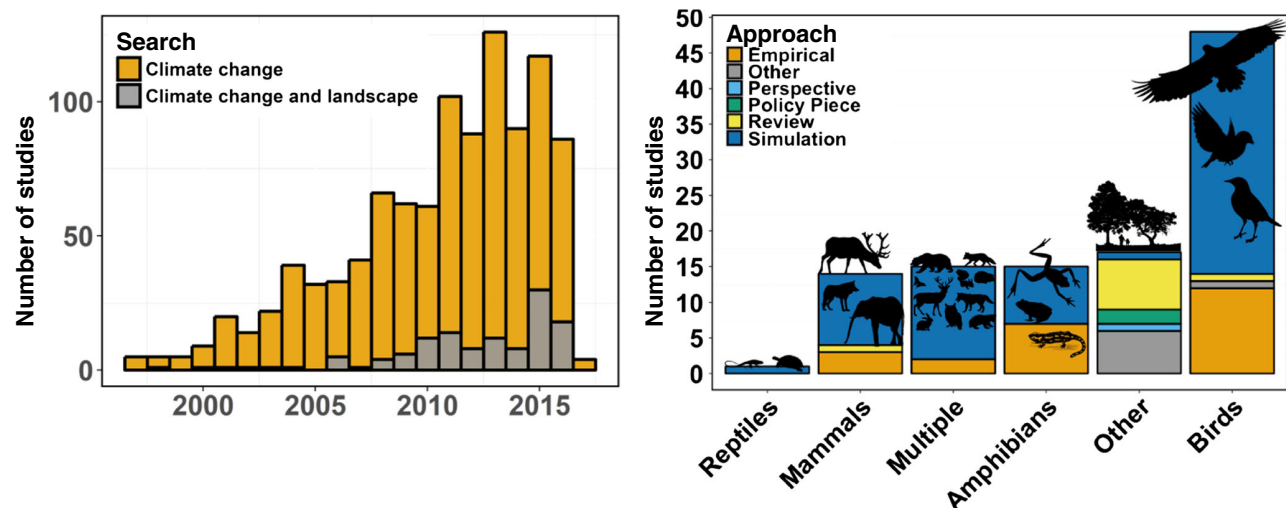 Search
Climate change
Climate change and landscape
Number of studies
100
50
0
2000
2005
2010
2015
Approach
Empirical
Other
Perspective
Policy Piece
Review
Simulation
Number of studies
50
45
40
35
30
25
20
15
10
5
0
Reptiles
Mammals
Multiple
Amphibians
Other
Birds